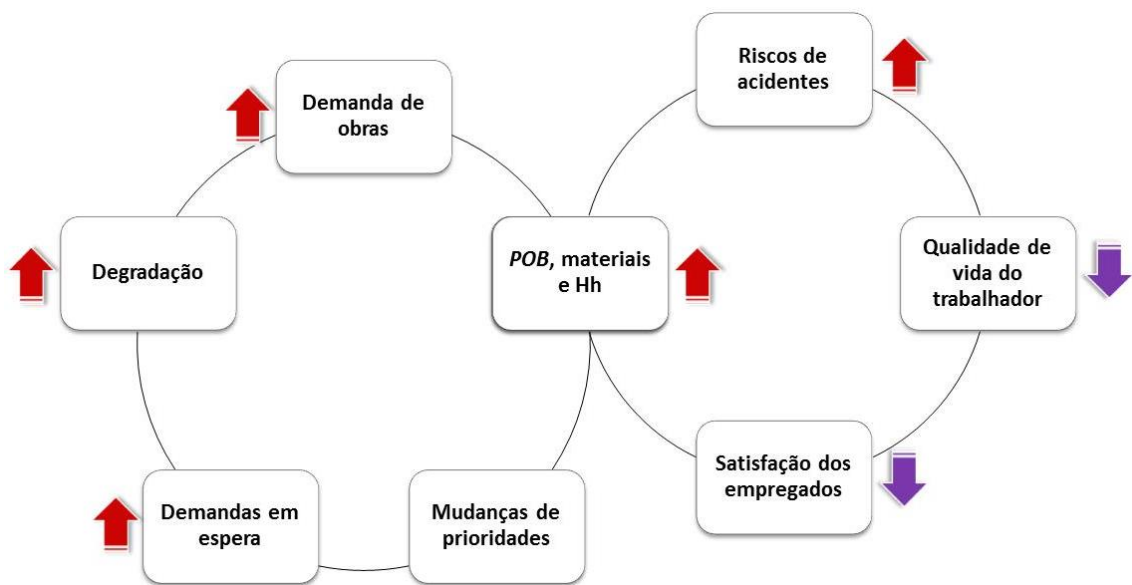 Riscos de
acidentes
Demanda de
obras
Degradação
POB, materiais
e Hh
Qualidade de
vida do
trabalhador
Satisfação dos
empregados
Demandas em
espera
Mudanças de
prioridades